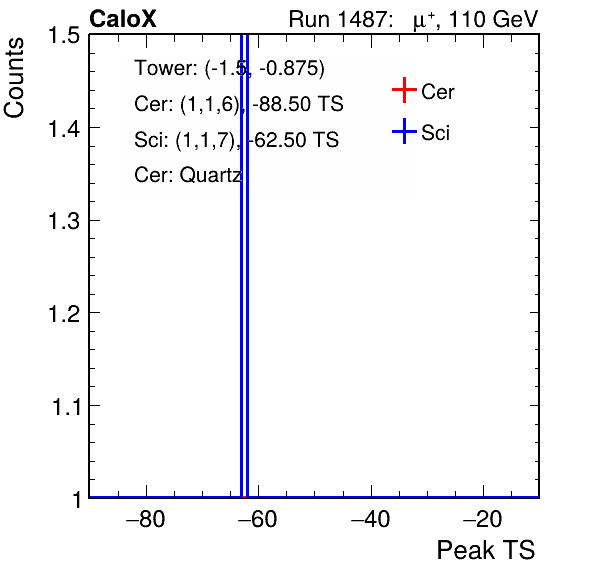 CaloX Run 1487: μ⁺, 110 GeV
Counts
1.5
1.4
1.3
1.2
1.1
1
Tower: (-1.5, -0.875)
Cer: (1,1,6), -88.50 TS
Sci: (1,1,7), -62.50 TS
Cer: Quartz
Cer
Sci
−80 −60 −40 −20
Peak TS